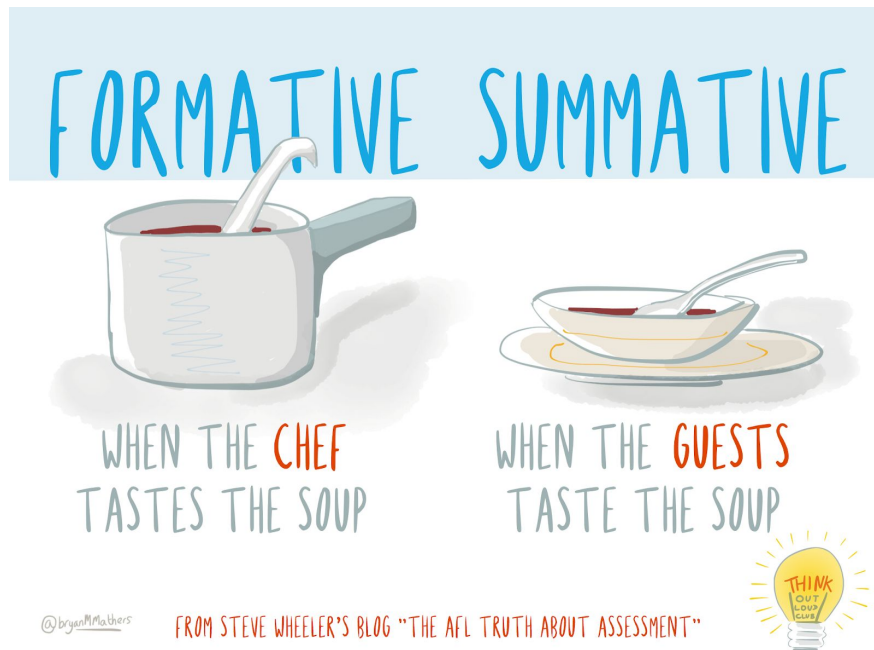 FORMATIVE SUMMATIVE
WHEN THE CHEF
TASTES THE SOUP
WHEN THE GUESTS
TASTE THE SOUP
THINK
OUT
LOUD
CLUB
@bryanMMathers
FROM STEVE WHEELER'S BLOG "THE AFL TRUTH ABOUT ASSESSMENT"